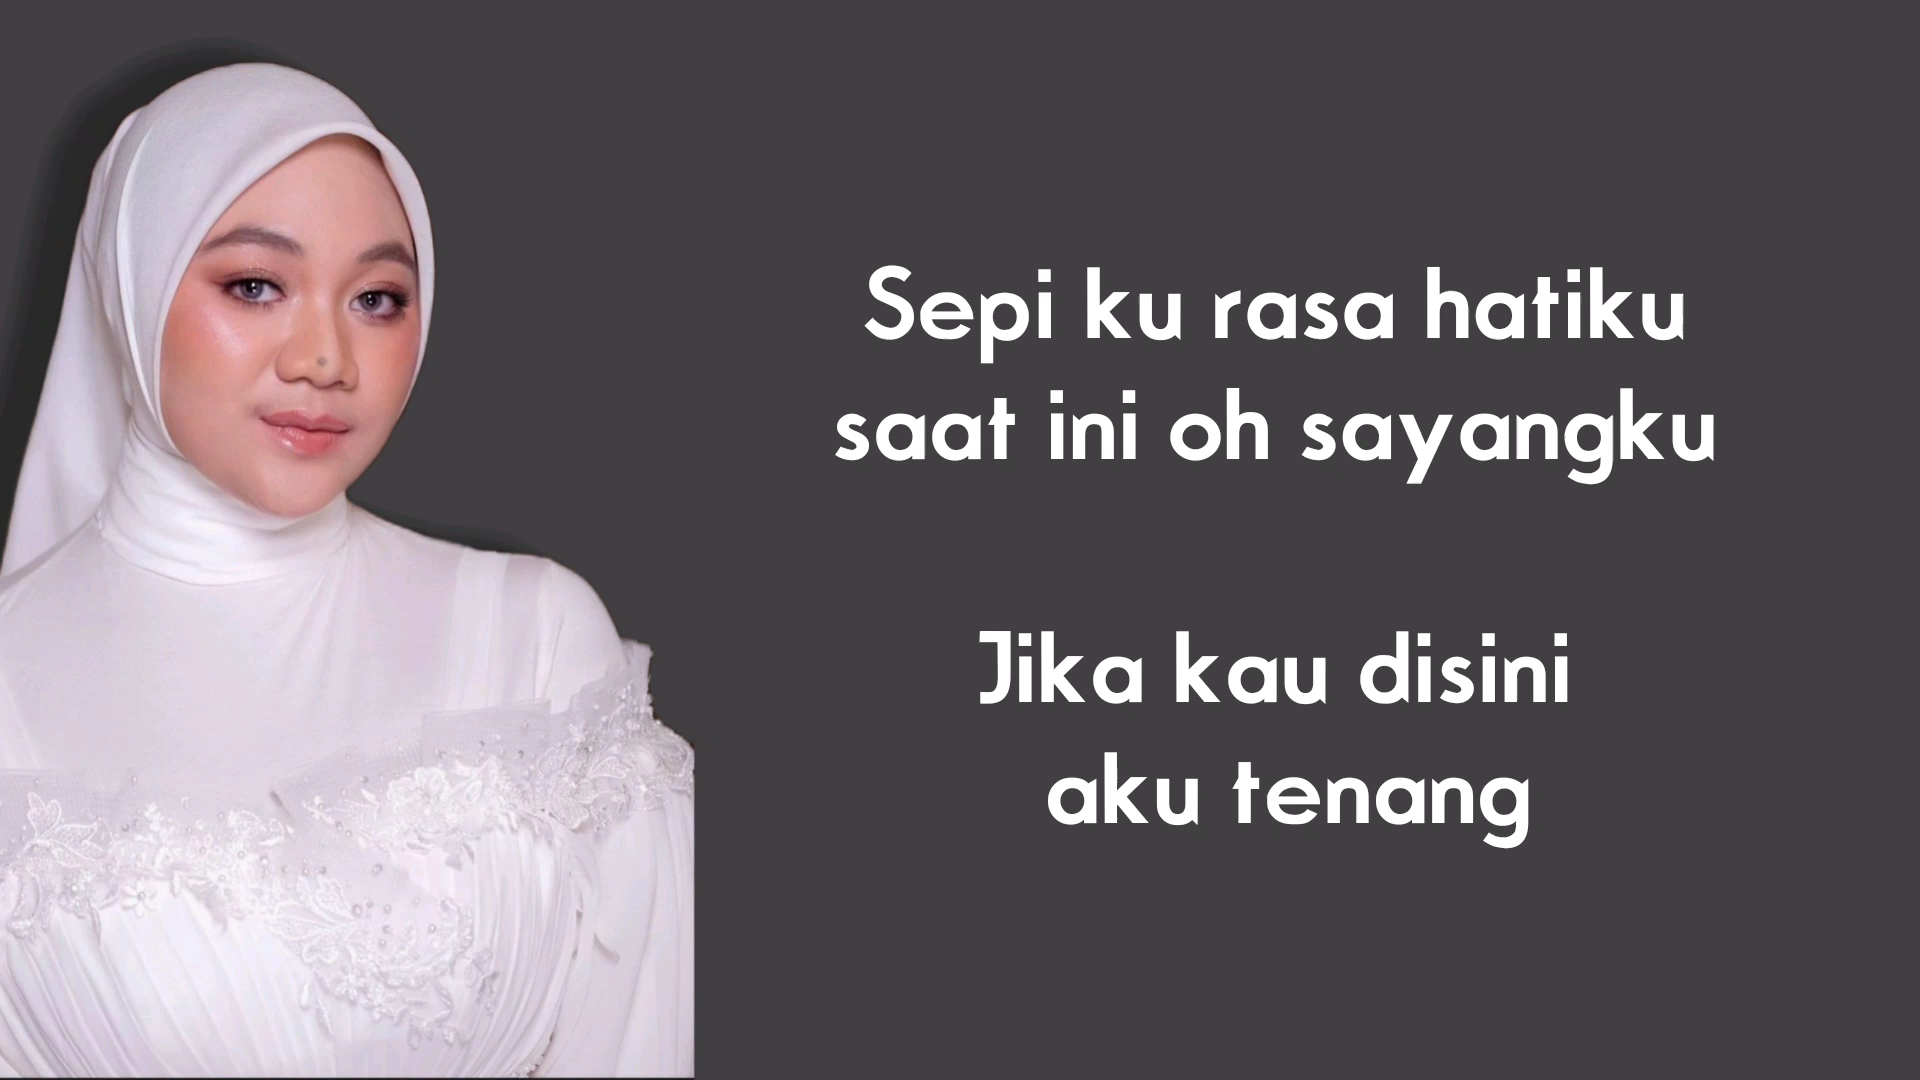 Sepi ku rasa hatiku
saat ini oh sayangku
Jika kau disini
aku tenang